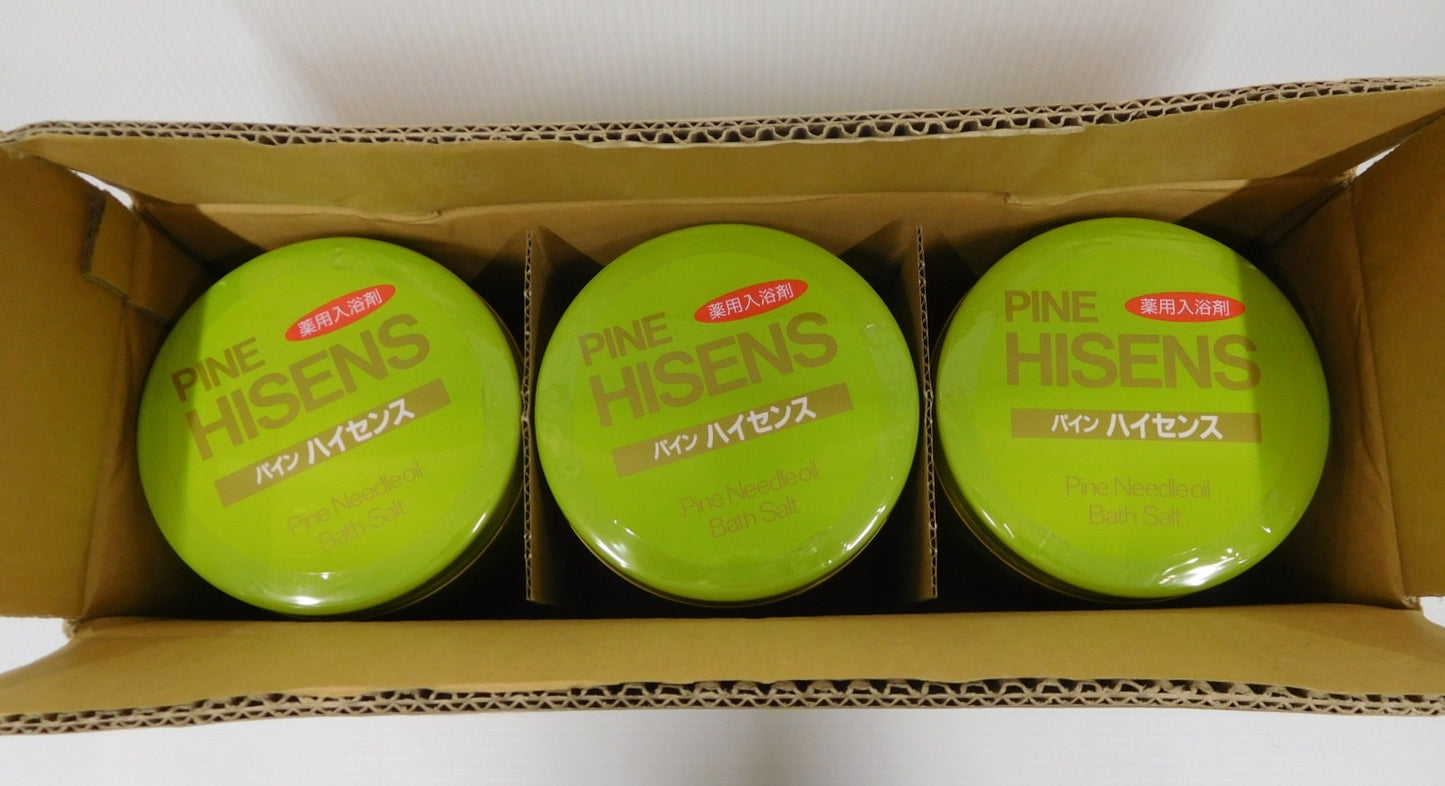 薬用入浴剤
PINE
HISENS
パイン ハイセンス
Pine Needle oil
Bath Salt
薬用入浴剤
PINE
HISENS
パイン ハイセンス
Pine Needle oil
Bath Salt
PINE 薬用入浴剤
HISENS
パイン ハイセンス
Pine Needle oil
Bath Salt